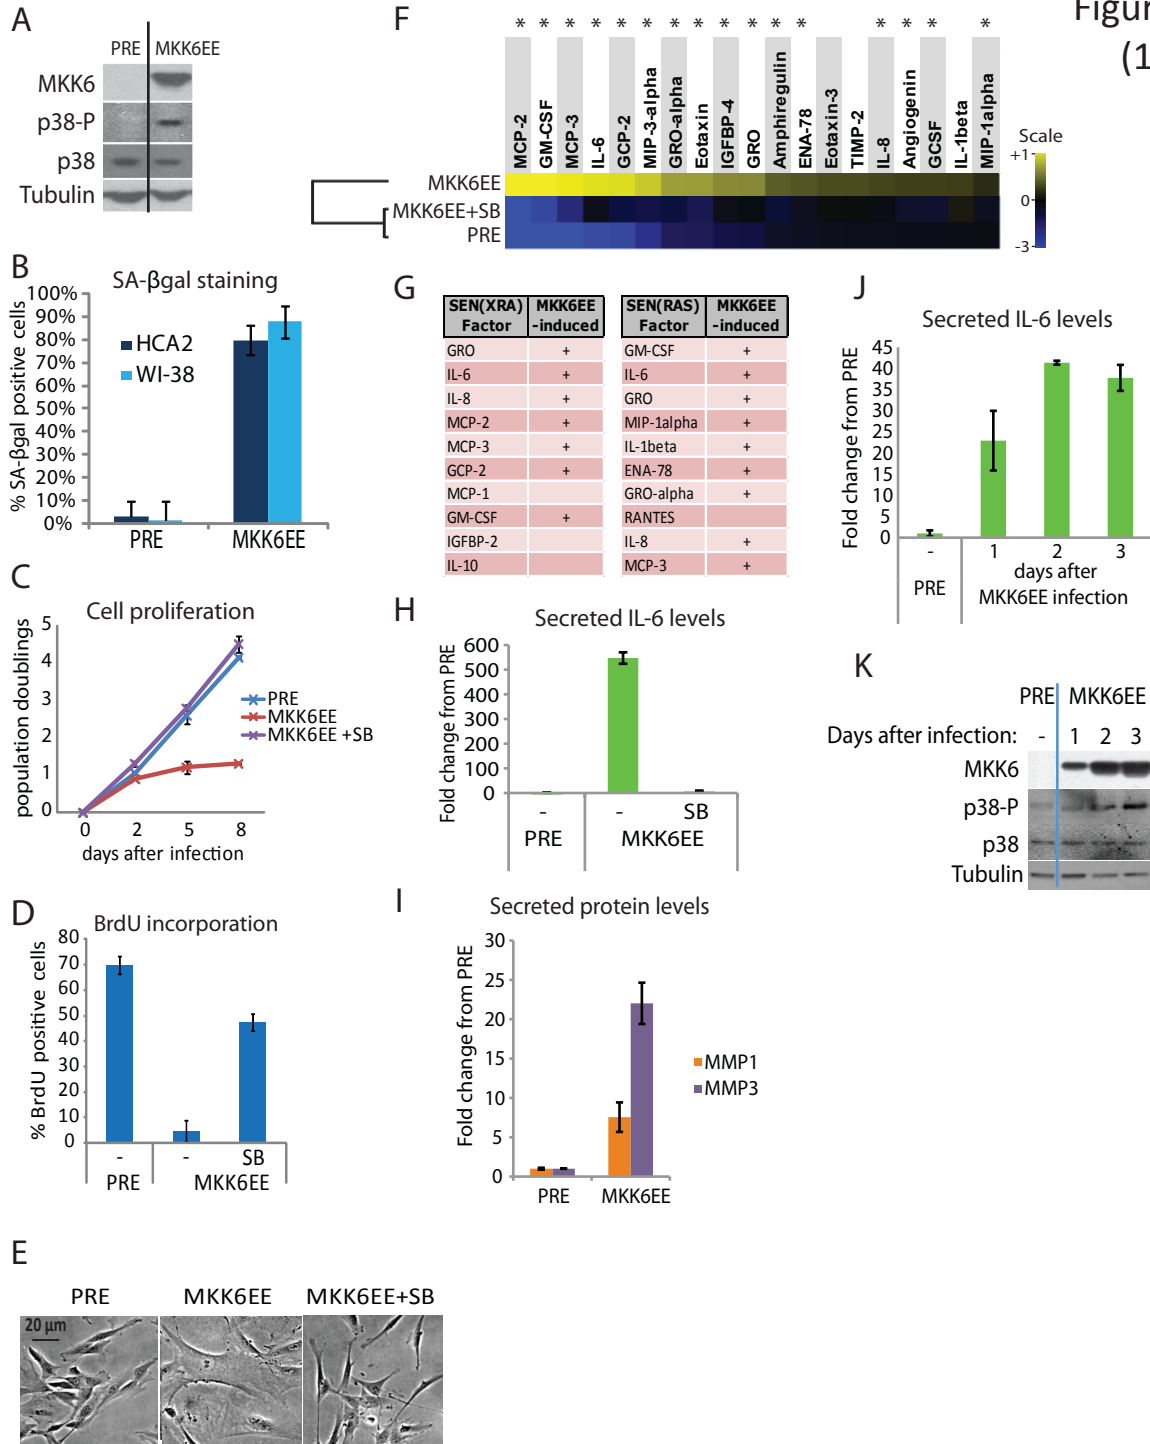 A
PRE MKK6EE
MKK6
p38-P
p38
Tubulin
B
SA-βgal staining
% SA-βgal positive cells
100%
90%
80%
70%
60%
50%
40%
30%
20%
10%
0%
HCA2
WI-38
PRE MKK6EE
C
Cell proliferation
population doublings
5
4
3
2
1
0
PRE
MKK6EE
MKK6EE +SB
0 2 5 8
days after infection
D
BrdU incorporation
% BrdU positive cells
80
70
60
50
40
30
20
10
0
- - SB
PRE MKK6EE
E
PRE MKK6EE MKK6EE+SB
20 µm
F
* * * * * * * * * * * * * * * *
MCP-2
GM-CSF
MCP-3
IL-6
GCP-2
MIP-3-alpha
GRO-alpha
Eotaxin
IGFBP-4
GRO
Amphiregulin
ENA-78
Eotaxin-3
TIMP-2
IL-8
Angiogenin
GCSF
IL-1beta
MIP-1alpha
MKK6EE
MKK6EE+SB
PRE
Scale
+1
0
-3
Figur
(1
G
SEN(XRA) MKK6EE
Factor -induced
GRO +
IL-6 +
IL-8 +
MCP-2 +
MCP-3 +
GCP-2 +
MCP-1
GM-CSF +
IGFBP-2
IL-10
SEN(RAS) MKK6EE
Factor -induced
GM-CSF +
IL-6 +
GRO +
MIP-1alpha +
IL-1beta +
ENA-78 +
GRO-alpha +
RANTES
IL-8 +
MCP-3 +
H
Secreted IL-6 levels
Fold change from PRE
600
500
400
300
200
100
0
- - SB
PRE MKK6EE
I
Secreted protein levels
Fold change from PRE
30
25
20
15
10
5
0
MMP1
MMP3
PRE MKK6EE
J
Secreted IL-6 levels
Fold change from PRE
45
40
35
30
25
20
15
10
5
0
- 1 2 3
days after
PRE MKK6EE infection
K
PRE MKK6EE
Days after infection: - 1 2 3
MKK6
p38-P
p38
Tubulin